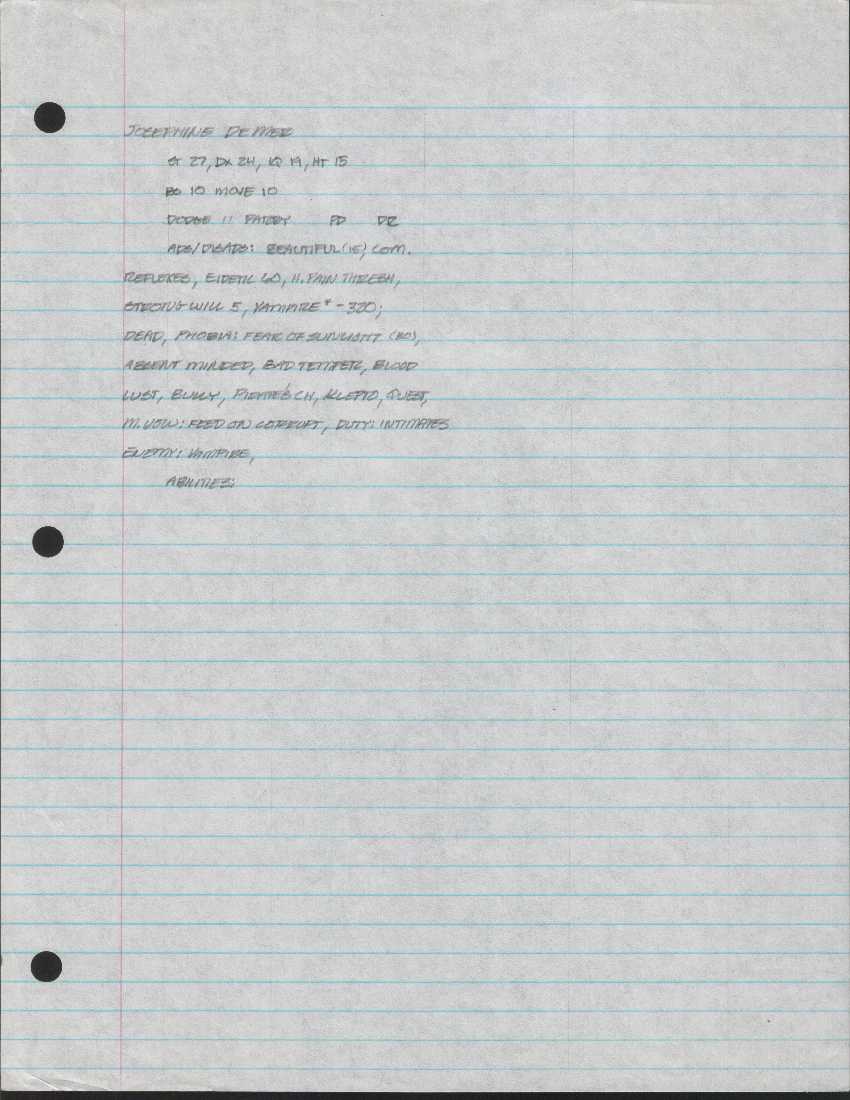 JOSEPHINE DEMER
ST 27, DX 24, IQ 19, HT 15
BS 10 MOVE 10
DODGE 11 PARRY PD DR
ADS/DISADS: BEAUTIFUL (15), COM.
REFLEXES, EIDETIC 60, H. PAIN THRESH,
STRONG WILL 5, VAMPIRE * - 320;
DEAD, PHOBIA: FEAR OF SUNLIGHT
ABSENT MINDED, BAD TEMPER, BLOOD
LUST, BULLY, PIRATE'S CH, KLEPTO, QUEST,
M. VOW: FEED ON CORRUPT, DUTY: INTIMATES
ENEMY: VAMPIRE,
ABILITIES: